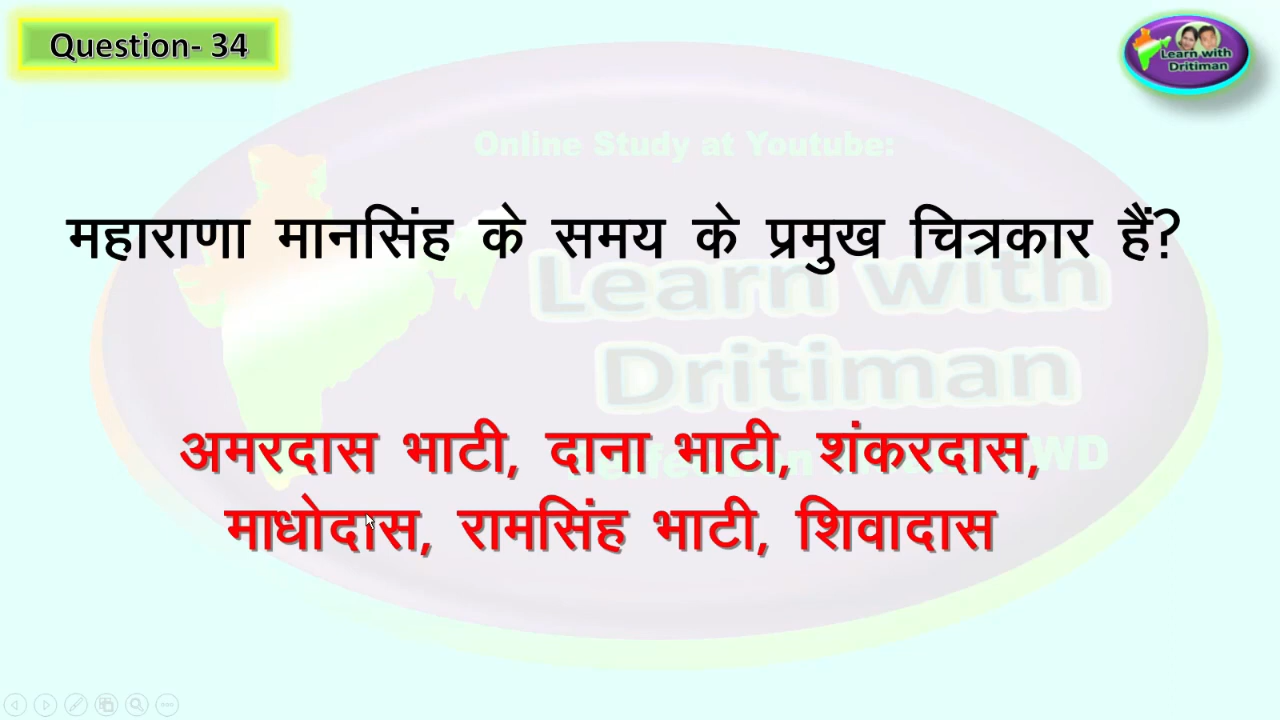 Question- 34
Learn with
Dritiman
Online Study at Youtube:
महाराणा मानसिंह के समय के प्रमुख चित्रकार हैं?
Learn with
Dritiman
अमरदास भाटी, दाना भाटी, शंकरदास,
WD
माधोदास, रामसिंह भाटी, शिवादास